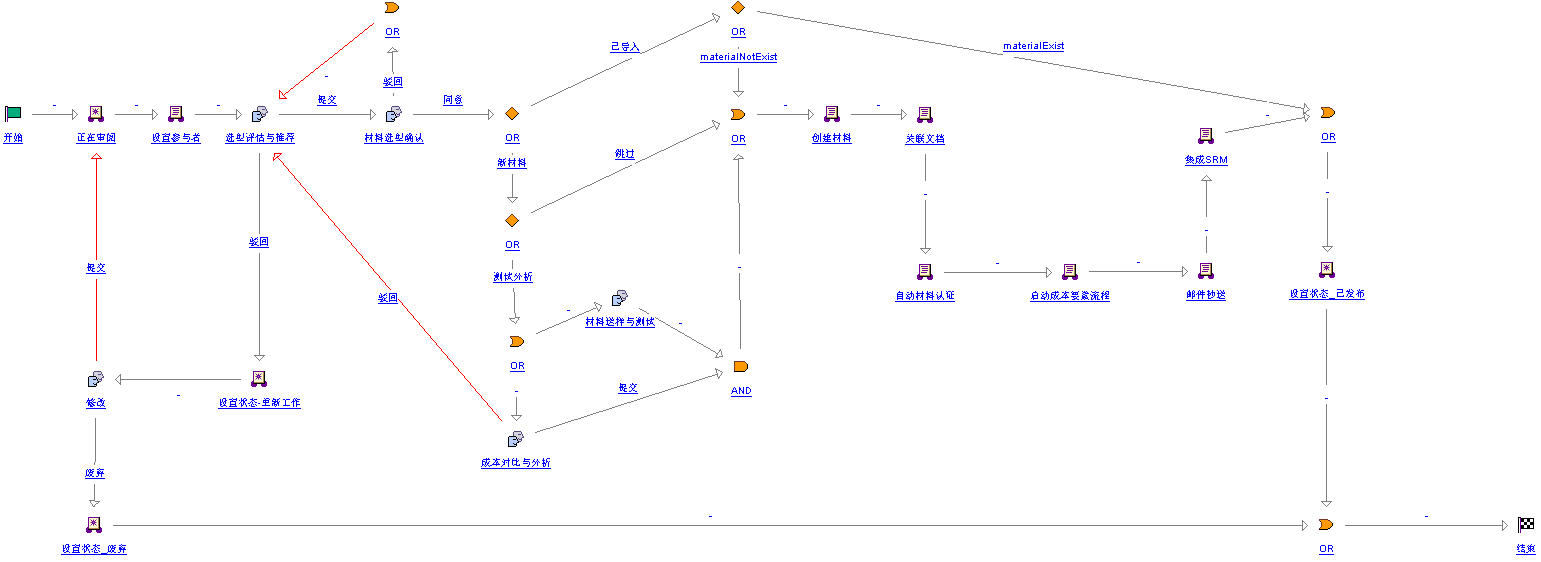 OR
OR
已导入
materialExist
驳回
materialNotExist
提交
同意
开始
正在审阅
设置参与者
选型评估与推荐
材料选型确认
OR
OR
创建材料
关联文档
OR
新材料
跳过
集成SRM
驳回
OR
提交
测试分析
驳回
自动材料认证
启动成本要素流程
邮件抄送
设置状态_已发布
材料送样与测试
OR
提交
AND
修改
设置状态-重新工作
成本对比与分析
废弃
设置状态_废弃
OR
结束